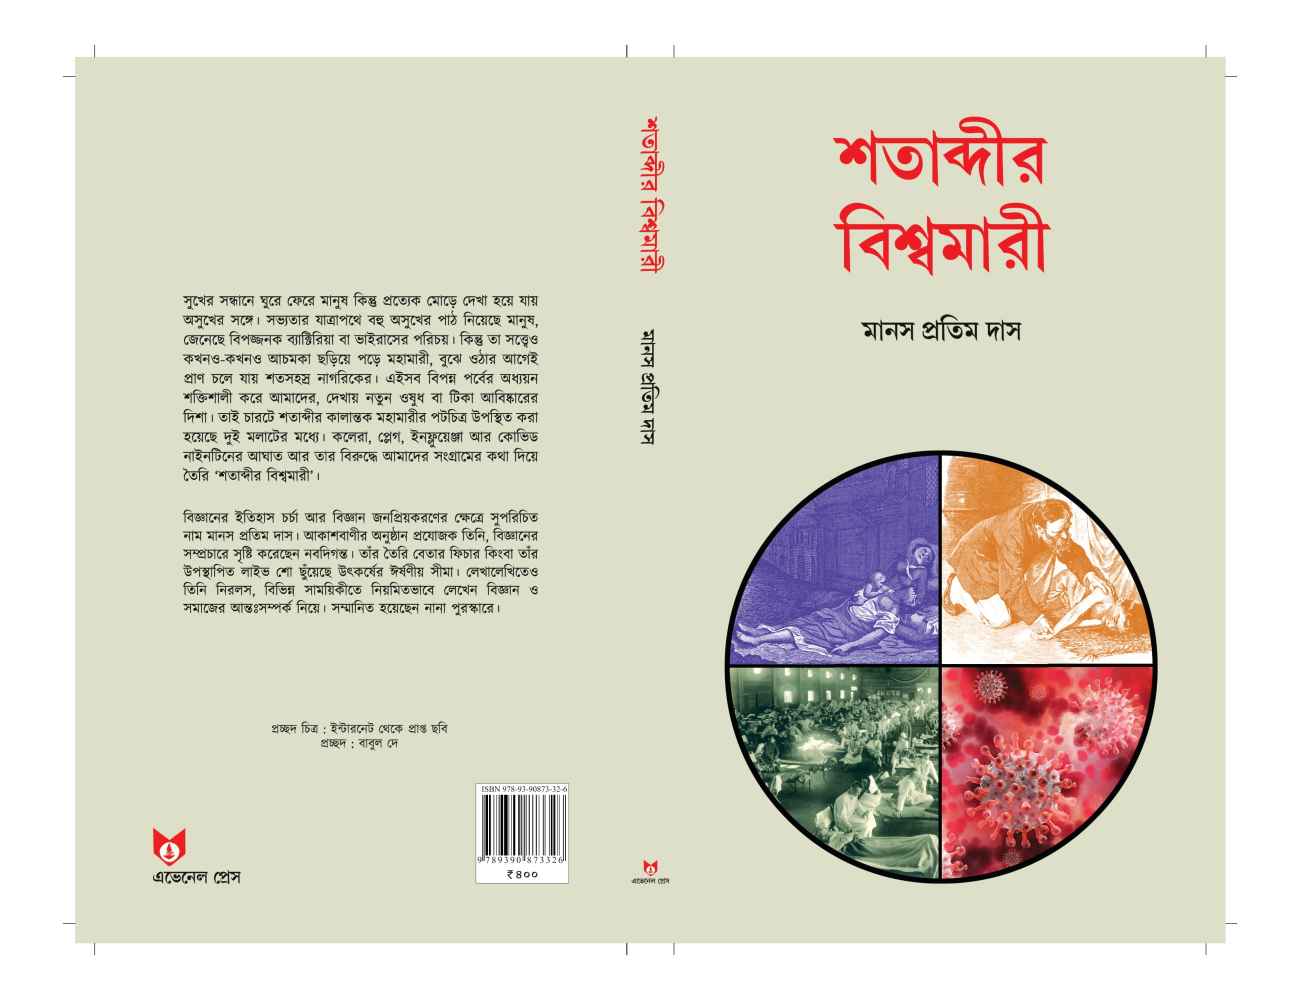 সুখের সন্ধানে ঘুরে ফেরে মানুষ কিন্তু প্রত্যেক মোড়ে দেখা হয়ে যায়
অসুখের সঙ্গে। সভ্যতার যাত্রাপথে বহু অসুখের পাঠ নিয়েছে মানুষ,
জেনেছে বিপজ্জনক ব্যাক্টিরিয়া বা ভাইরাসের পরিচয়। কিন্তু তা সত্ত্বেও
কখনও-কখনও আচমকা ছড়িয়ে পড়ে মহামারী, বুঝে ওঠার আগেই
প্রাণ চলে যায় শতসহস্র নাগরিকের। এইসব বিপন্ন পর্বের অধ্যয়ন
শক্তিশালী করে আমাদের, দেখায় নতুন ওষুধ বা টিকা আবিষ্কারের
দিশা। তাই চারটে শতাব্দীর কালান্তক মহামারীর পটচিত্র উপস্থিত করা
হয়েছে দুই মলাটের মধ্যে। কলেরা, প্লেগ, ইনফ্লুয়েঞ্জা আর কোভিড
নাইনটিনের আঘাত আর তার বিরুদ্ধে আমাদের সংগ্রামের কথা দিয়ে
তৈরি ‘শতাব্দীর বিশ্বমারী’।
বিজ্ঞানের ইতিহাস চর্চা আর বিজ্ঞান জনপ্রিয়করণের ক্ষেত্রে সুপরিচিত
নাম মানস প্রতিম দাস। আকাশবাণীর অনুষ্ঠান প্রযোজক তিনি, বিজ্ঞানের
সম্প্রচারে সৃষ্টি করেছেন নবদিগন্ত। তাঁর তৈরি বেতার ফিচার কিংবা তাঁর
উপস্থাপিত লাইভ শো ছুঁয়েছে উৎকর্ষের ঈর্ষণীয় সীমা। লেখালেখিতেও
তিনি নিরলস, বিভিন্ন সাময়িকীতে নিয়মিতভাবে লেখেন বিজ্ঞান ও
সমাজের আন্তঃসম্পর্ক নিয়ে। সম্মানিত হয়েছেন নানা পুরস্কারে।
প্রচ্ছদ চিত্র : ইন্টারনেট থেকে প্রাপ্ত ছবি
প্রচ্ছদ : বাবুল দে
ISBN 978-93-90873-32-6
9 789390 873326
₹ ৪০০
এভেনেল প্রেস
শতাব্দীর বিশ্বমারী
মানস প্রতিম দাস
এভেনেল প্রেস
শতাব্দীর
বিশ্বমারী
মানস প্রতিম দাস